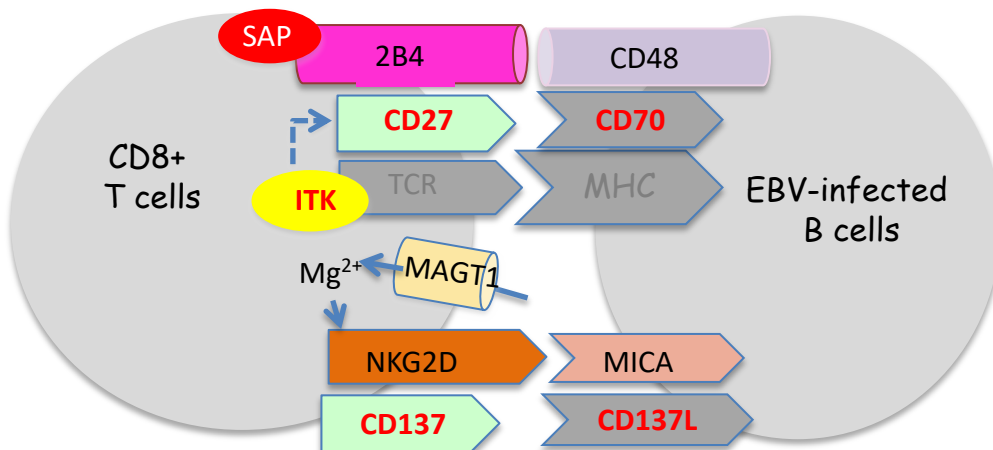 SAP
2B4
CD48
CD27
CD70
CD8+
T cells
ITK
TCR
MHC
EBV-infected
B cells
Mg2+
MAGT1
NKG2D
MICA
CD137
CD137L